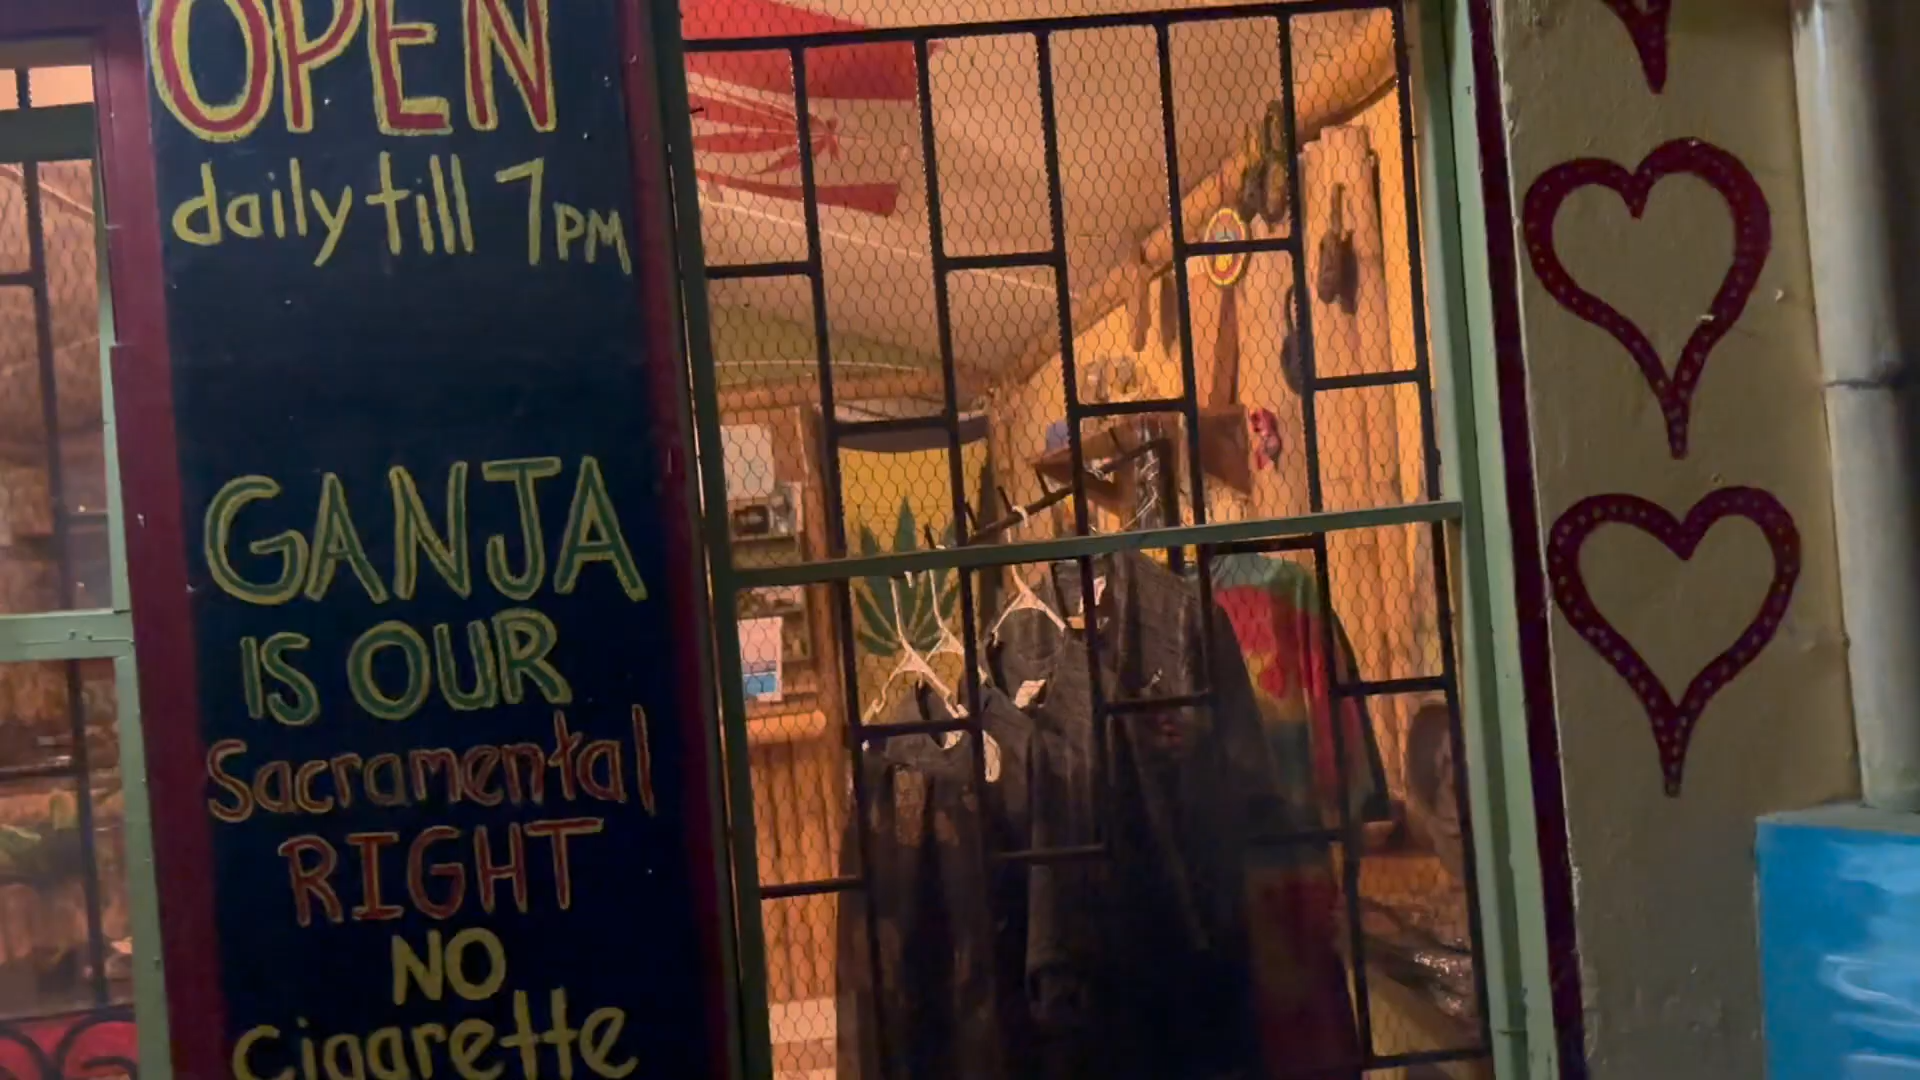 OPEN
daily till 7PM
GANJA
IS OUR
Sacramental
RIGHT
NO
Cigarette